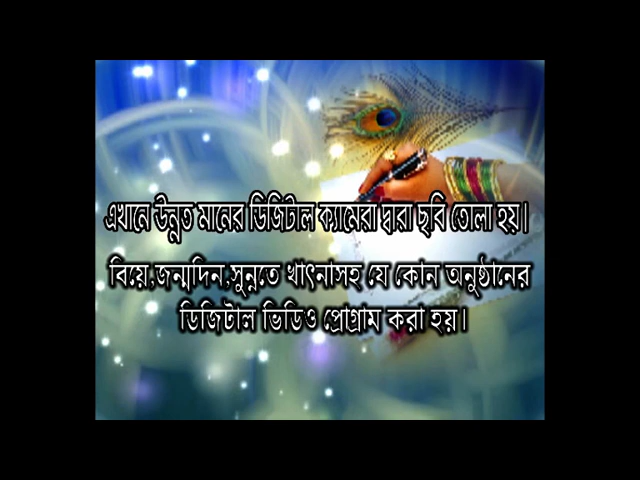 এখানে উন্নত মানের ডিজিটাল ক্যামেরা দ্বারা ছবি তোলা হয়।
বিয়ে,জন্মদিন,সুন্নতে খাৎনাসহ যে কোন অনুষ্ঠানের
ডিজিটাল ভিডিও প্রোগ্রাম করা হয়।